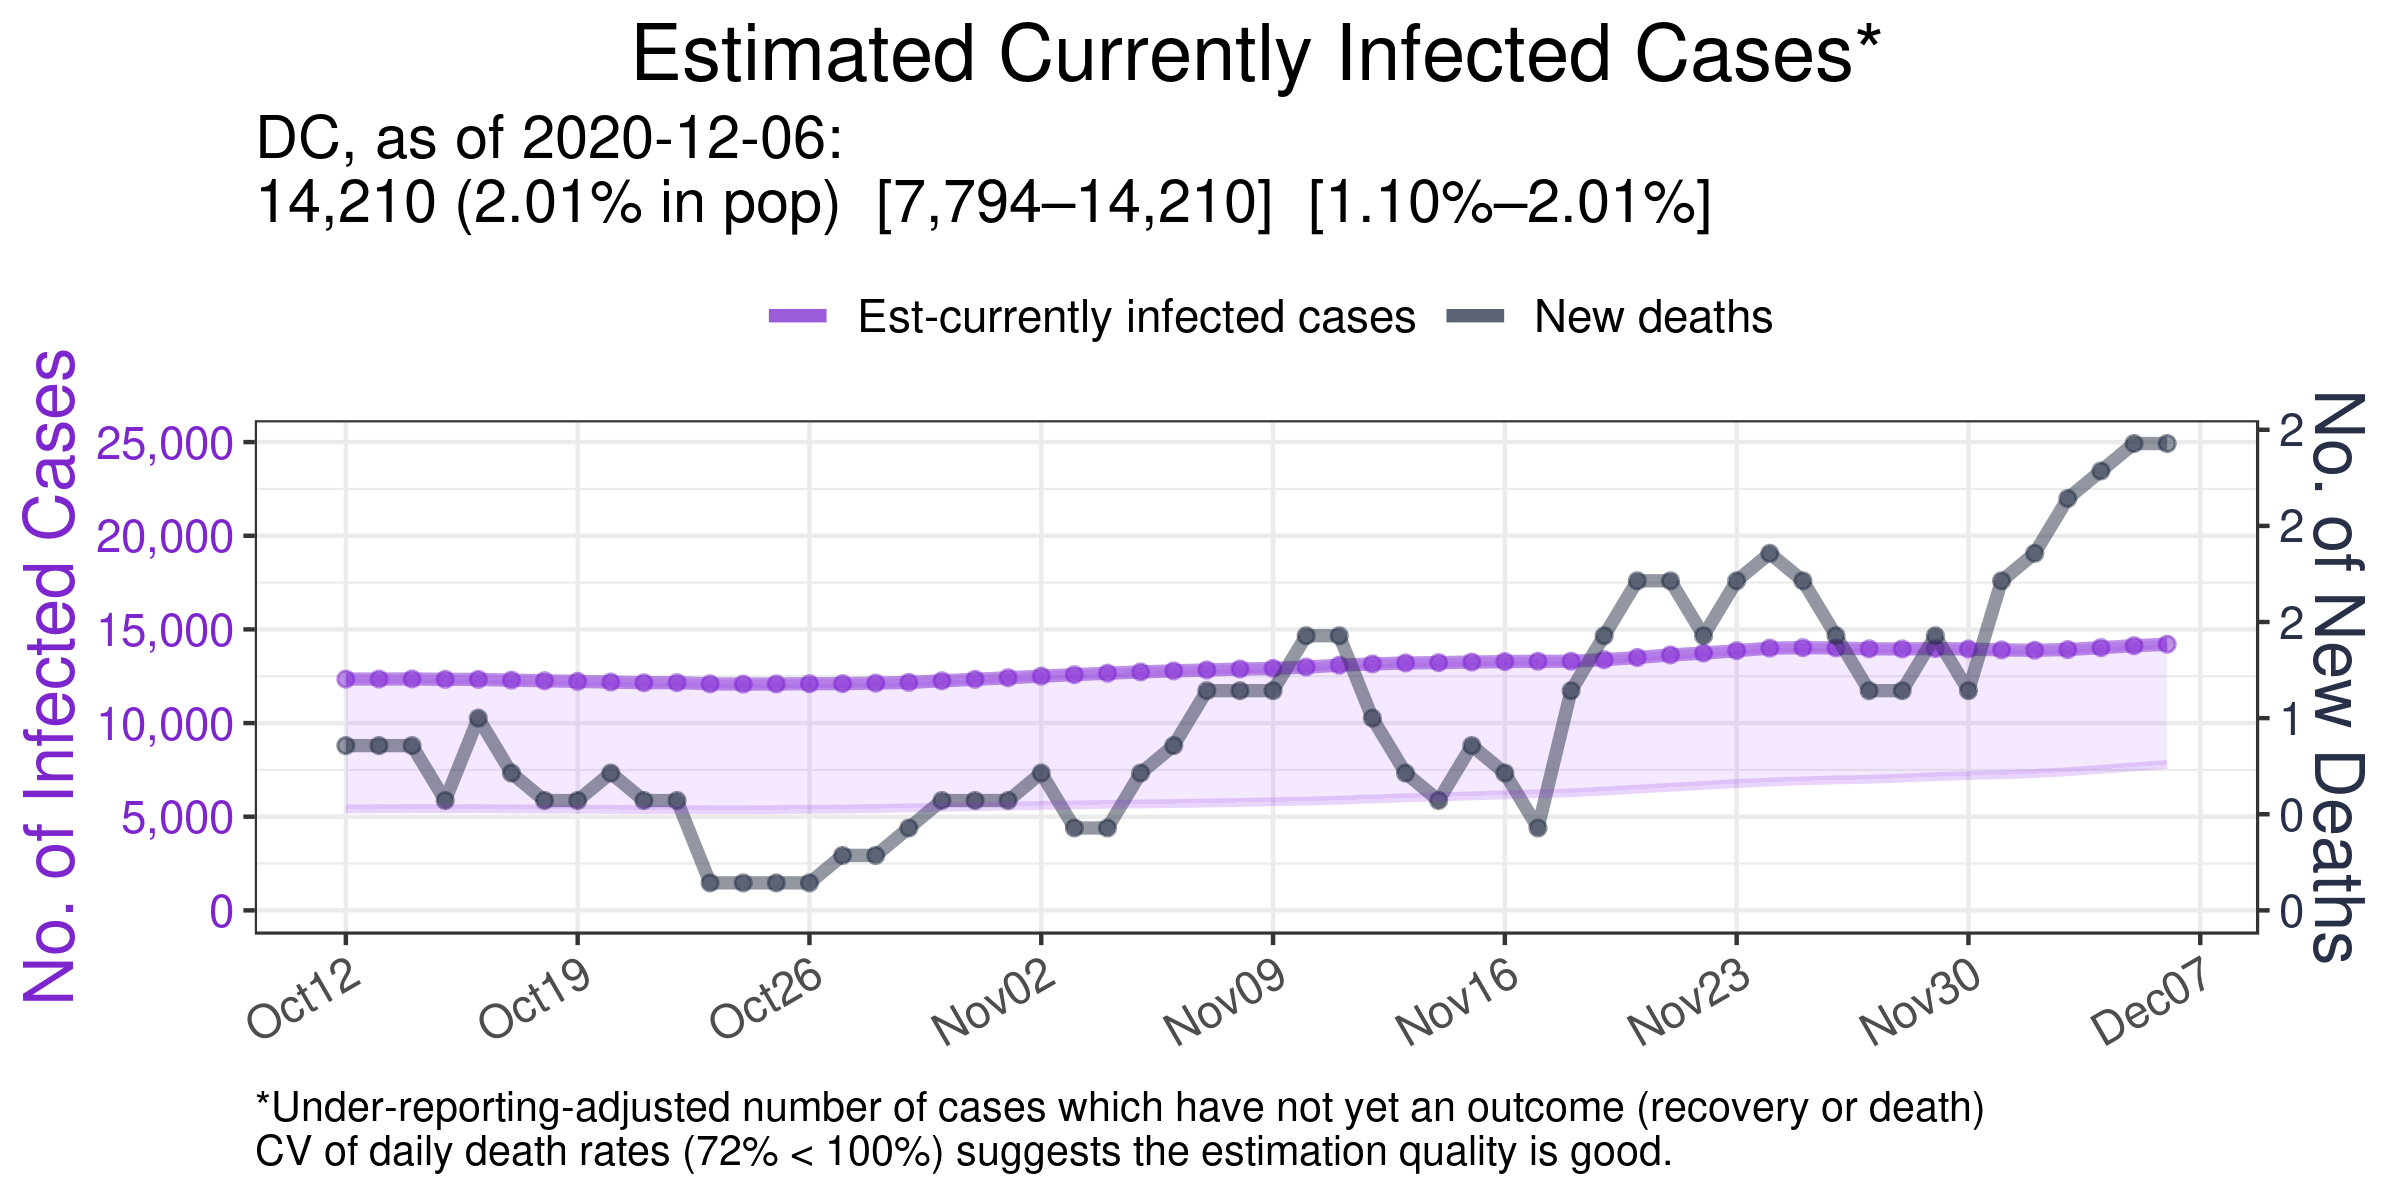 Estimated Currently Infected Cases*
DC, as of 2020-12-06:
14,210 (2.01% in pop)  [7,794–14,210]  [1.10%–2.01%]
Est-currently infected cases
New deaths
No. of Infected Cases
25,000
20,000
15,000
10,000
5,000
0
No. of New Deaths
2
2
2
1
0
0
Oct12
Oct19
Oct26
Nov02
Nov09
Nov16
Nov23
Nov30
Dec07
*Under-reporting-adjusted number of cases which have not yet an outcome (recovery or death)
CV of daily death rates (72% < 100%) suggests the estimation quality is good.